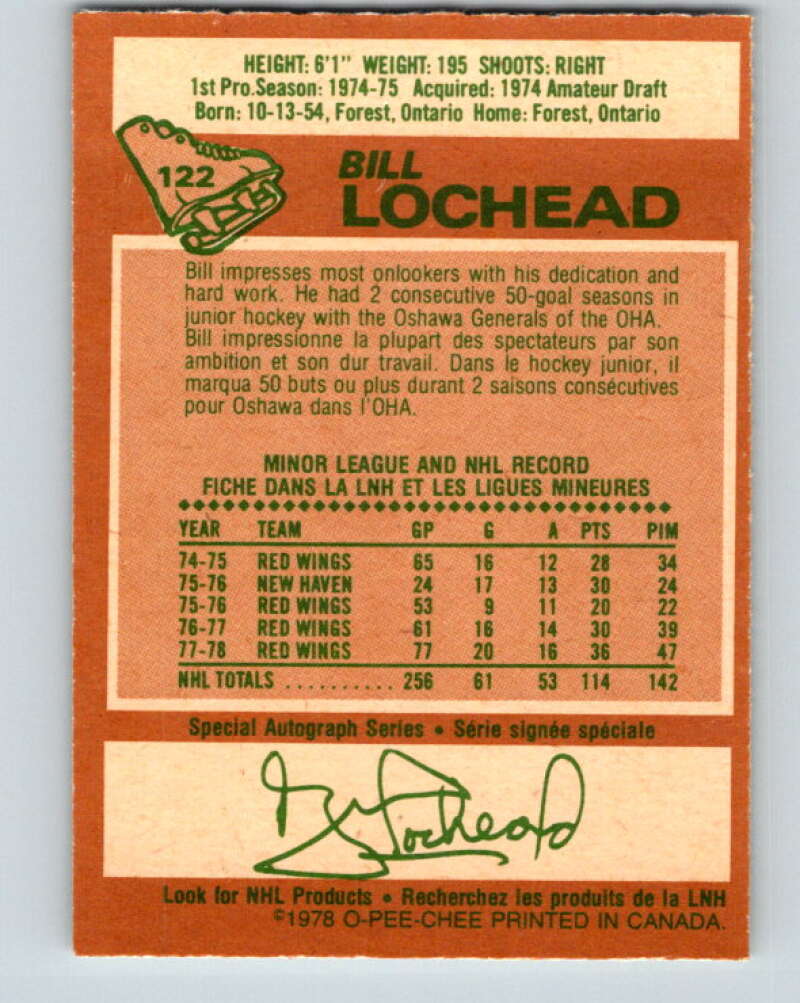 HEIGHT: 6'1" WEIGHT: 195 SHOOTS: RIGHT
1st Pro.Season: 1974-75 Acquired: 1974 Amateur Draft
Born: 10-13-54, Forest, Ontario Home: Forest, Ontario
122
BILL
LOCHEAD
Bill impresses most onlookers with his dedication and
hard work. He had 2 consecutive 50-goal seasons in
junior hockey with the Oshawa Generals of the OHA.
Bill impressionne la plupart des spectateurs par son
ambition et son dur travail. Dans le hockey junior, il
marqua 50 buts ou plus durant 2 saisons consécutives
pour Oshawa dans l'OHA.
MINOR LEAGUE AND NHL RECORD
FICHE DANS LA LNH ET LES LIGUES MINEURES
YEAR TEAM GP G A PTS PIM
74-75 RED WINGS 65 16 12 28 34
75-76 NEW HAVEN 24 17 13 30 24
75-76 RED WINGS 53 9 11 20 22
76-77 RED WINGS 61 16 14 30 39
77-78 RED WINGS 77 20 16 36 47
NHL TOTALS .......... 256 61 53 114 142
Special Autograph Series • Série signée spéciale
Bill Lochead
Look for NHL Products • Recherchez les produits de la LNH
©1978 O-PEE-CHEE PRINTED IN CANADA.